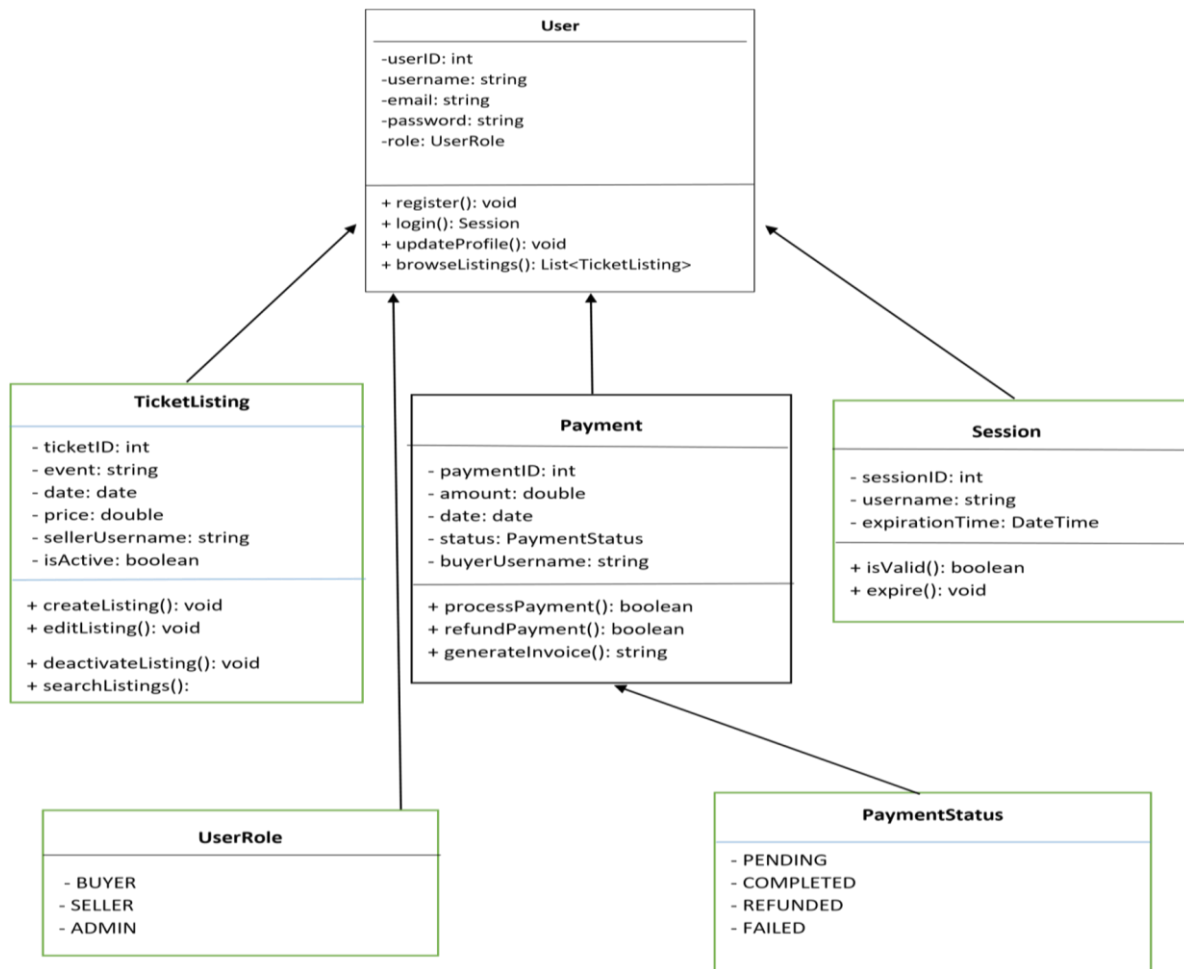 User
-userID: int
-username: string
-email: string
-password: string
-role: UserRole
+ register(): void
+ login(): Session
+ updateProfile(): void
+ browseListings(): List<TicketListing>
TicketListing
- ticketID: int
- event: string
- date: date
- price: double
- sellerUsername: string
- isActive: boolean
+ createListing(): void
+ editListing(): void
+ deactivateListing(): void
+ searchListings():
Payment
- paymentID: int
- amount: double
- date: date
- status: PaymentStatus
- buyerUsername: string
+ processPayment(): boolean
+ refundPayment(): boolean
+ generateInvoice(): string
Session
- sessionID: int
- username: string
- expirationTime: DateTime
+ isValid(): boolean
+ expire(): void
UserRole
- BUYER
- SELLER
- ADMIN
PaymentStatus
- PENDING
- COMPLETED
- REFUNDED
- FAILED